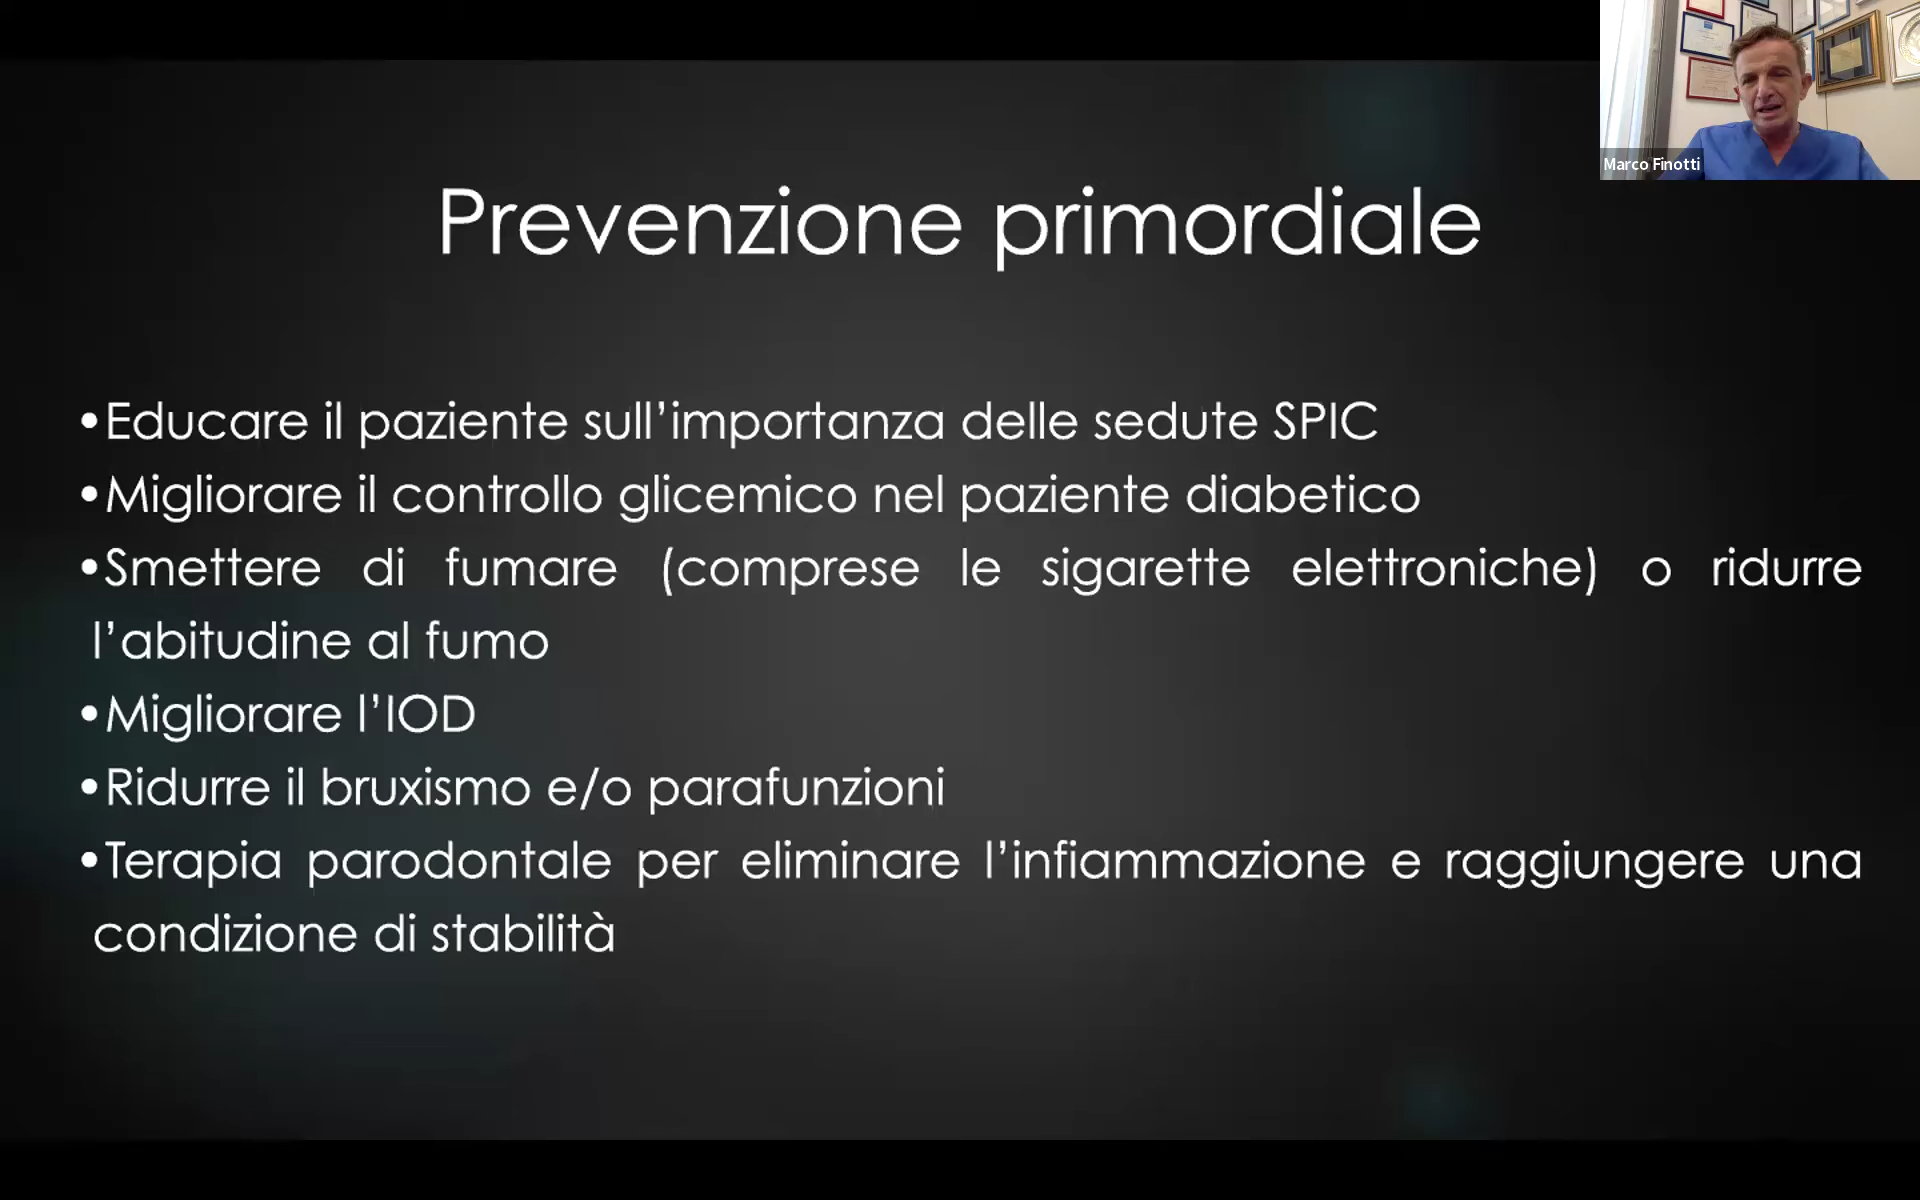 Marco Finotti
Prevenzione primordiale
•Educare il paziente sull’importanza delle sedute SPIC
•Migliorare il controllo glicemico nel paziente diabetico
•Smettere di fumare (comprese le sigarette elettroniche) o ridurre
l’abitudine al fumo
•Migliorare l’IOD
•Ridurre il bruxismo e/o parafunzioni
•Terapia parodontale per eliminare l’infiammazione e raggiungere una
condizione di stabilità